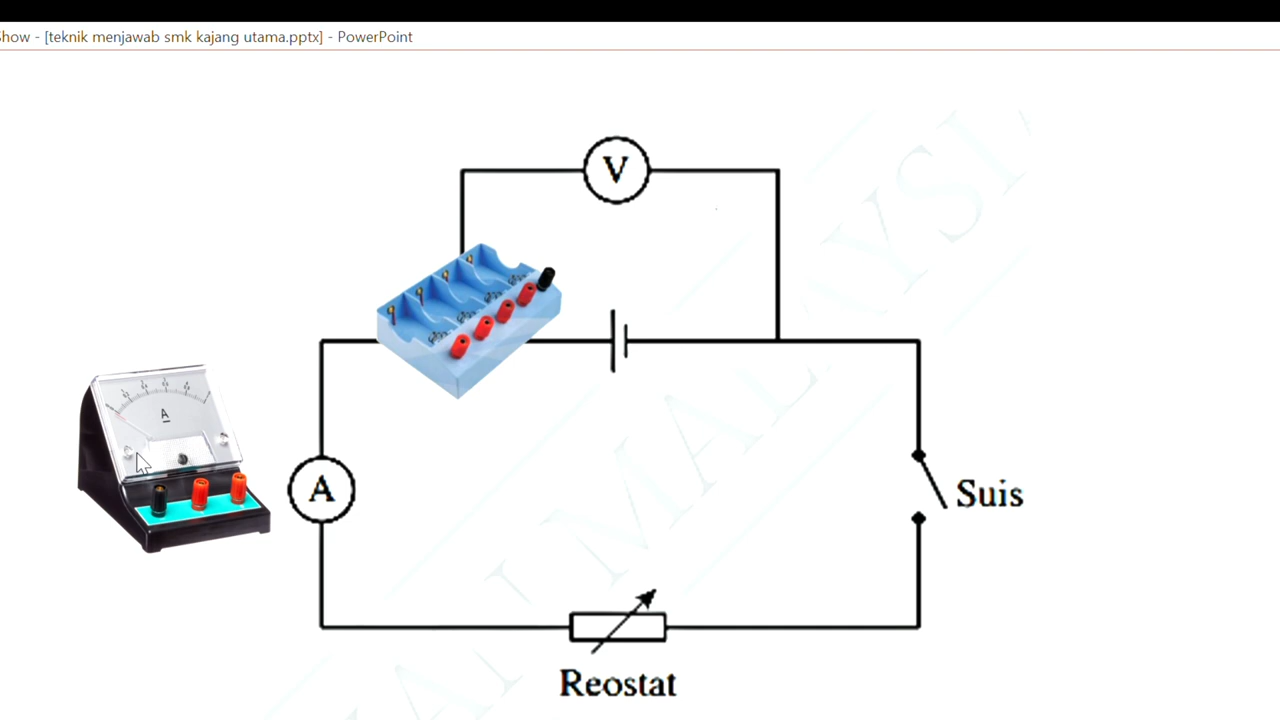 Show - [teknik menjawab smk kajang utama.pptx] - PowerPoint
V
A
A
Suis
Reostat